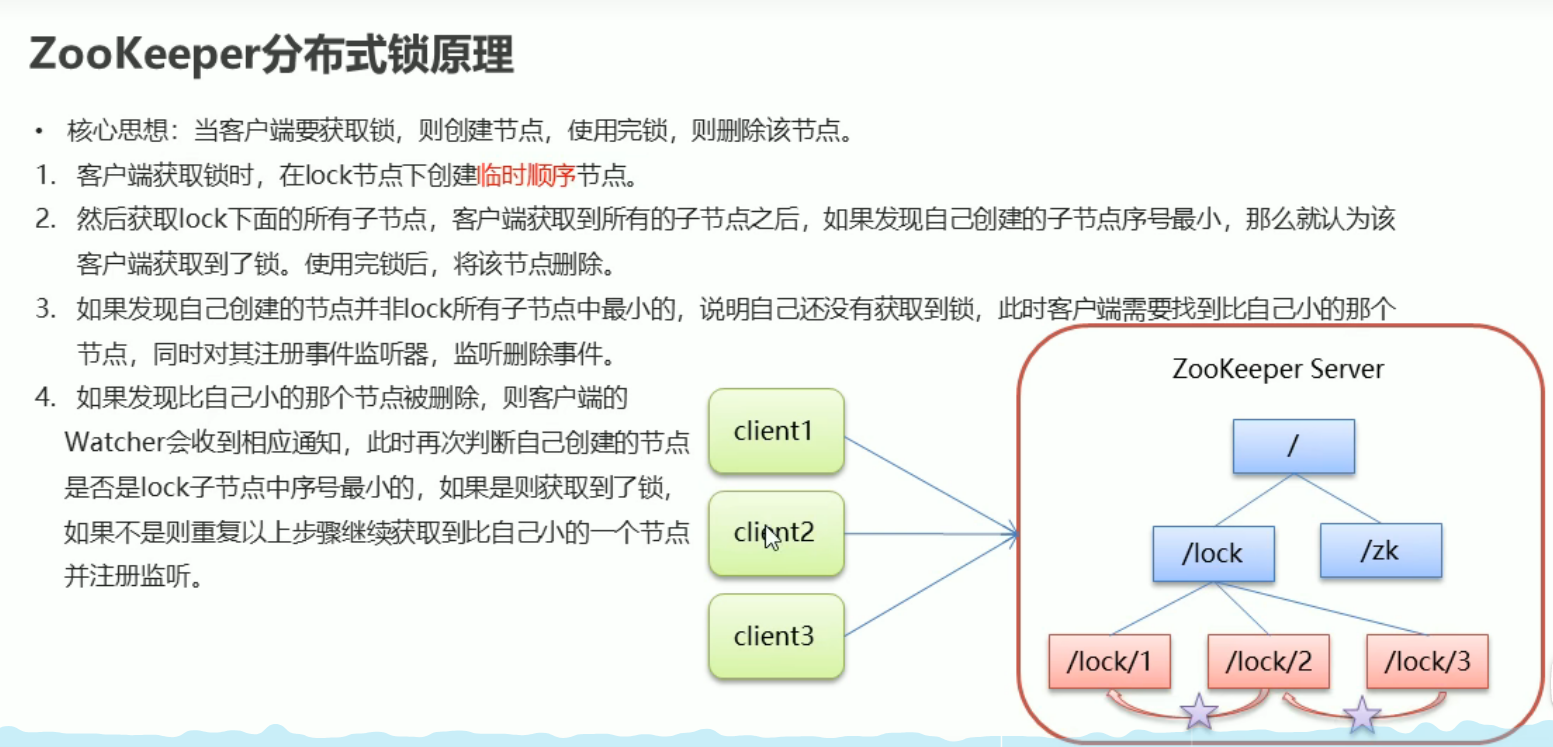 ZooKeeper分布式锁原理
• 核心思想：当客户端要获取锁，则创建节点，使用完锁，则删除该节点。
1. 客户端获取锁时，在lock节点下创建临时顺序节点。
2. 然后获取lock下面的所有子节点，客户端获取到所有的子节点之后，如果发现自己创建的子节点序号最小，那么就认为该
客户端获取到了锁。使用完锁后，将该节点删除。
3. 如果发现自己创建的节点并非lock所有子节点中最小的，说明自己还没有获取到锁，此时客户端需要找到比自己小的那个
节点，同时对其注册事件监听器，监听删除事件。
4. 如果发现比自己小的那个节点被删除，则客户端的
Watcher会收到相应通知，此时再次判断自己创建的节点
是否是lock子节点中序号最小的，如果是则获取到了锁，
如果不是则重复以上步骤继续获取到比自己小的一个节点
并注册监听。
client1
client2
client3
ZooKeeper Server
/
/lock
/zk
/lock/1
/lock/2
/lock/3